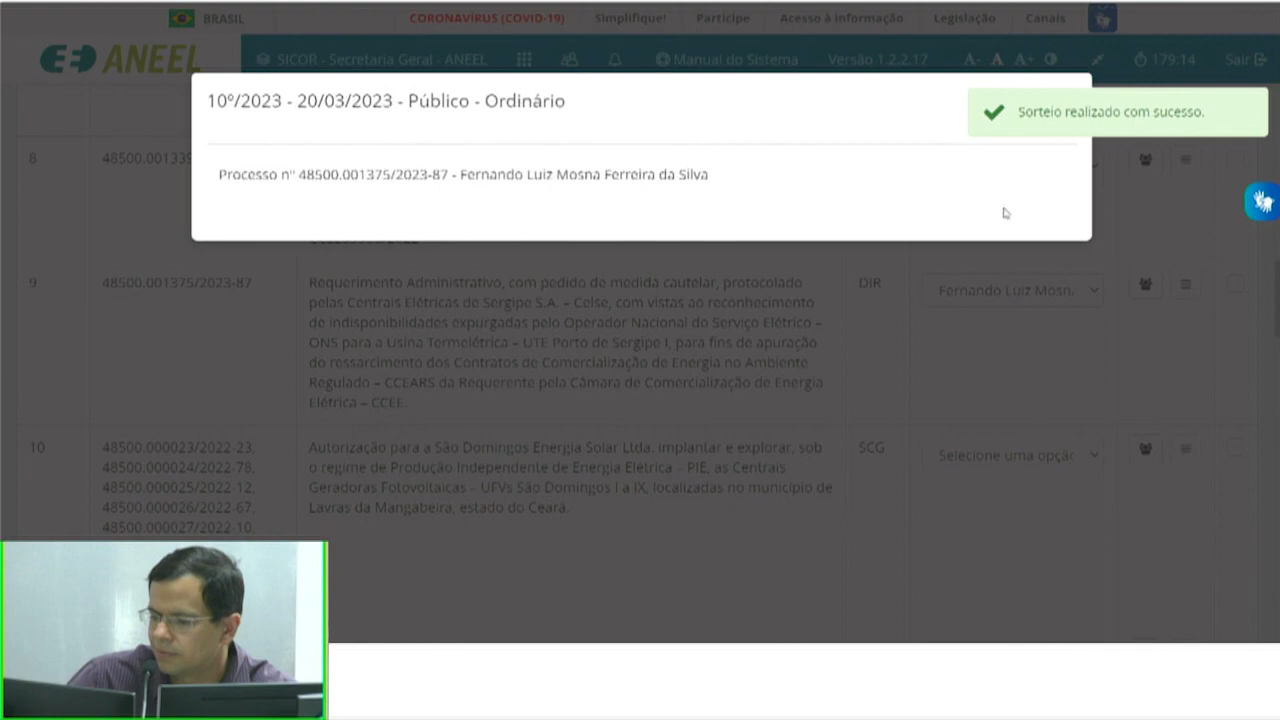 BRASIL CORONAVÍRUS (COVID-19) Simplifique! Participe Acesso à informação Legislação Canais
ANEEL SICOR - Secretaria Geral - ANEEL Manual do Sistema Versão 1.2.2.17 A- A A+ 179:14 Sair
10º/2023 - 20/03/2023 - Público - Ordinário
Sorteio realizado com sucesso.
Processo nº 48500.001375/2023-87 - Fernando Luiz Mosna Ferreira da Silva
8 48500.001339
9 48500.001375/2023-87 Requerimento Administrativo, com pedido de medida cautelar, protocolado DIR Fernando Luiz Mosn.
pelas Centrais Elétricas de Sergipe S.A. – Celse, com vistas ao reconhecimento
de indisponibilidades expurgadas pelo Operador Nacional do Serviço Elétrico –
ONS para a Usina Termelétrica – UTE Porto de Sergipe I, para fins de apuração
do ressarcimento dos Contratos de Comercialização de Energia no Ambiente
Regulado – CCEARS da Requerente pela Câmara de Comercialização de Energia
Elétrica – CCEE.
10 48500.000023/2022-23, Autorização para a São Domingos Energia Solar Ltda. implantar e explorar, sob SCG Selecione uma opçãc
48500.000024/2022-78, o regime de Produção Independente de Energia Elétrica – PIE, as Centrais
48500.000025/2022-12, Geradoras Fotovoltaicas – UFVs São Domingos I a IX, localizadas no município de
48500.000026/2022-67, Lavras da Mangabeira, estado do Ceará.
48500.000027/2022-10,